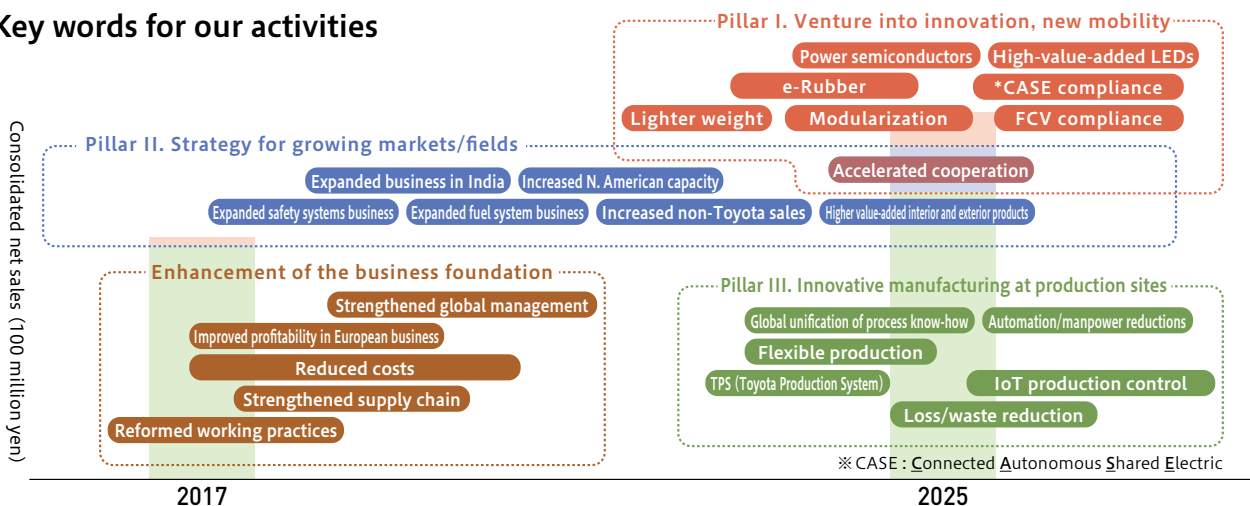 Key words for our activities
Pillar I. Venture into innovation, new mobility
Power semiconductors
High-value-added LEDs
e-Rubber
*CASE compliance
Lighter weight
Modularization
FCV compliance
Accelerated cooperation
Pillar II. Strategy for growing markets/fields
Expanded business in India
Increased N. American capacity
Expanded safety systems business
Expanded fuel system business
Increased non-Toyota sales
Higher value-added interior and exterior products
Consolidated net sales (100 million yen)
Enhancement of the business foundation
Strengthened global management
Improved profitability in European business
Reduced costs
Strengthened supply chain
Reformed working practices
Pillar III. Innovative manufacturing at production sites
Global unification of process know-how
Automation/manpower reductions
Flexible production
TPS (Toyota Production System)
IoT production control
Loss/waste reduction
※ CASE : Connected Autonomous Shared Electric
2017
2025